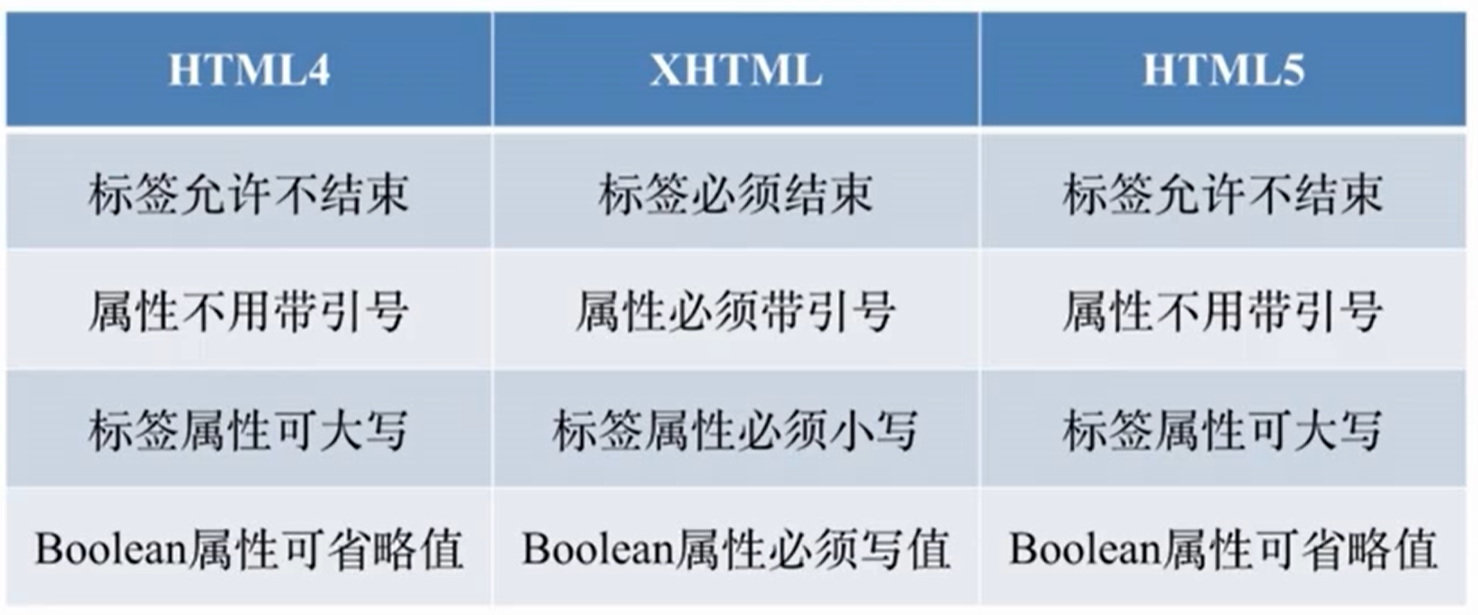 HTML4 XHTML HTML5
标签允许不结束 标签必须结束 标签允许不结束
属性不用带引号 属性必须带引号 属性不用带引号
标签属性可大写 标签属性必须小写 标签属性可大写
Boolean属性可省略值 Boolean属性必须写值 Boolean属性可省略值